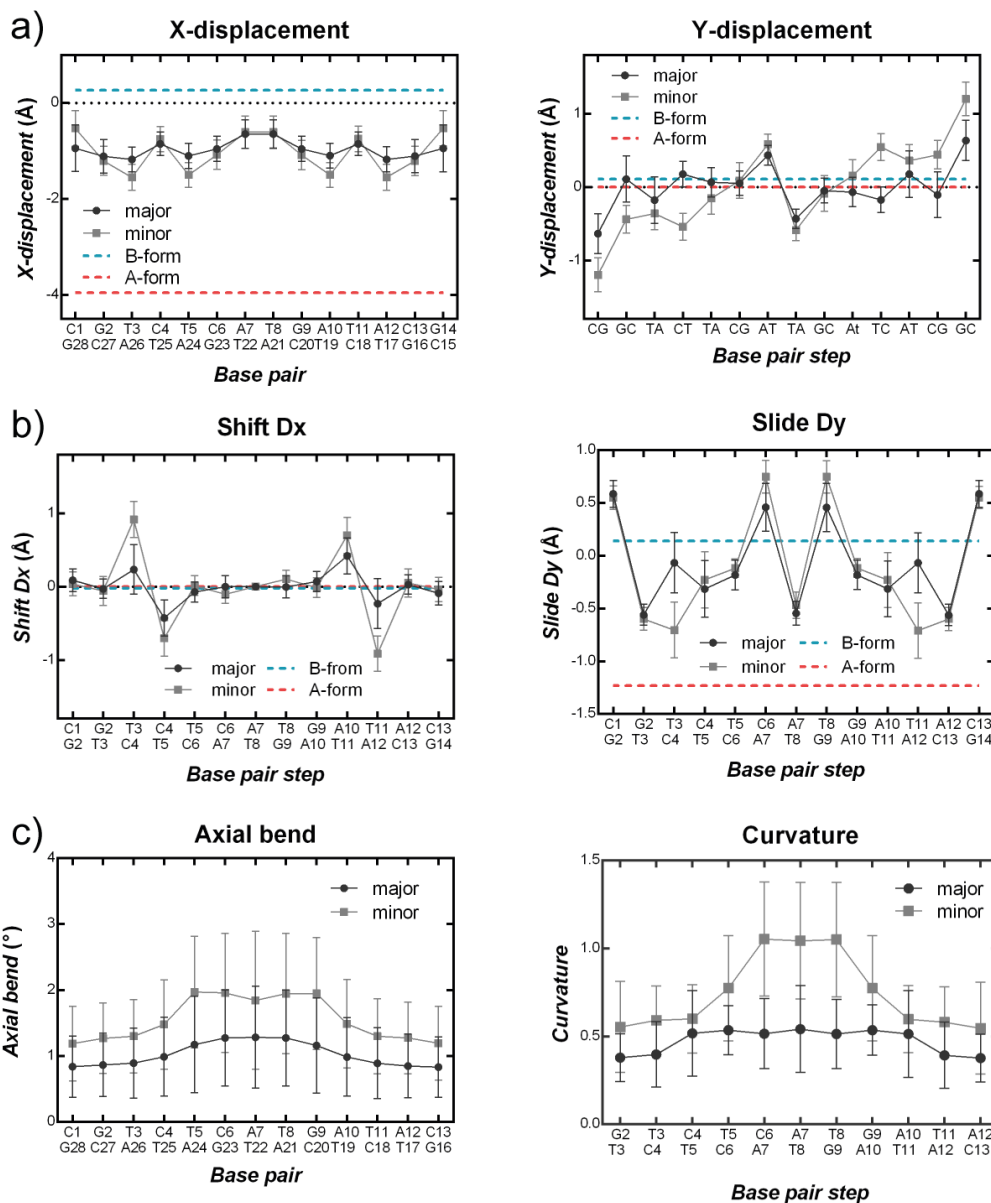 a)
X-displacement
X-displacement (Å)
0
-2
-4
major
minor
B-form
A-form
C1 G2 T3 C4 T5 C6 A7 T8 G9 A10 T11 A12 C13 G14
G28 C27 A26 T25 A24 G23 T22 A21 C20 T19 C18 T17 G16 C15
Base pair
Y-displacement
Y-displacement (Å)
1
0
-1
major
minor
B-form
A-form
CG GC TA CT TA CG AT TA GC At TC AT CG GC
Base pair step
b)
Shift Dx
Shift Dx (Å)
1
0
-1
major
minor
B-from
A-form
C1 G2 T3 C4 T5 C6 A7 T8 G9 A10 T11 A12 C13
G2 T3 C4 T5 C6 A7 T8 G9 A10 T11 A12 C13 G14
Base pair step
Slide Dy
Slide Dy (Å)
1.0
0.5
0.0
-0.5
-1.0
-1.5
major
minor
B-form
A-form
C1 G2 T3 C4 T5 C6 A7 T8 G9 A10 T11 A12 C13
G2 T3 C4 T5 C6 A7 T8 G9 A10 T11 A12 C13 G14
Base pair step
c)
Axial bend
Axial bend (°)
4
3
2
1
0
major
minor
C1 G2 T3 C4 T5 C6 A7 T8 G9 A10 T11 A12 C13
G28 C27 A26 T25 A24 G23 T22 A21 C20 T19 C18 T17 G16
Base pair
Curvature
Curvature
1.5
1.0
0.5
0.0
major
minor
G2 T3 C4 T5 C6 A7 T8 G9 A10 T11 A12
T3 C4 T5 C6 A7 T8 G9 A10 T11 A12 C13
Base pair step